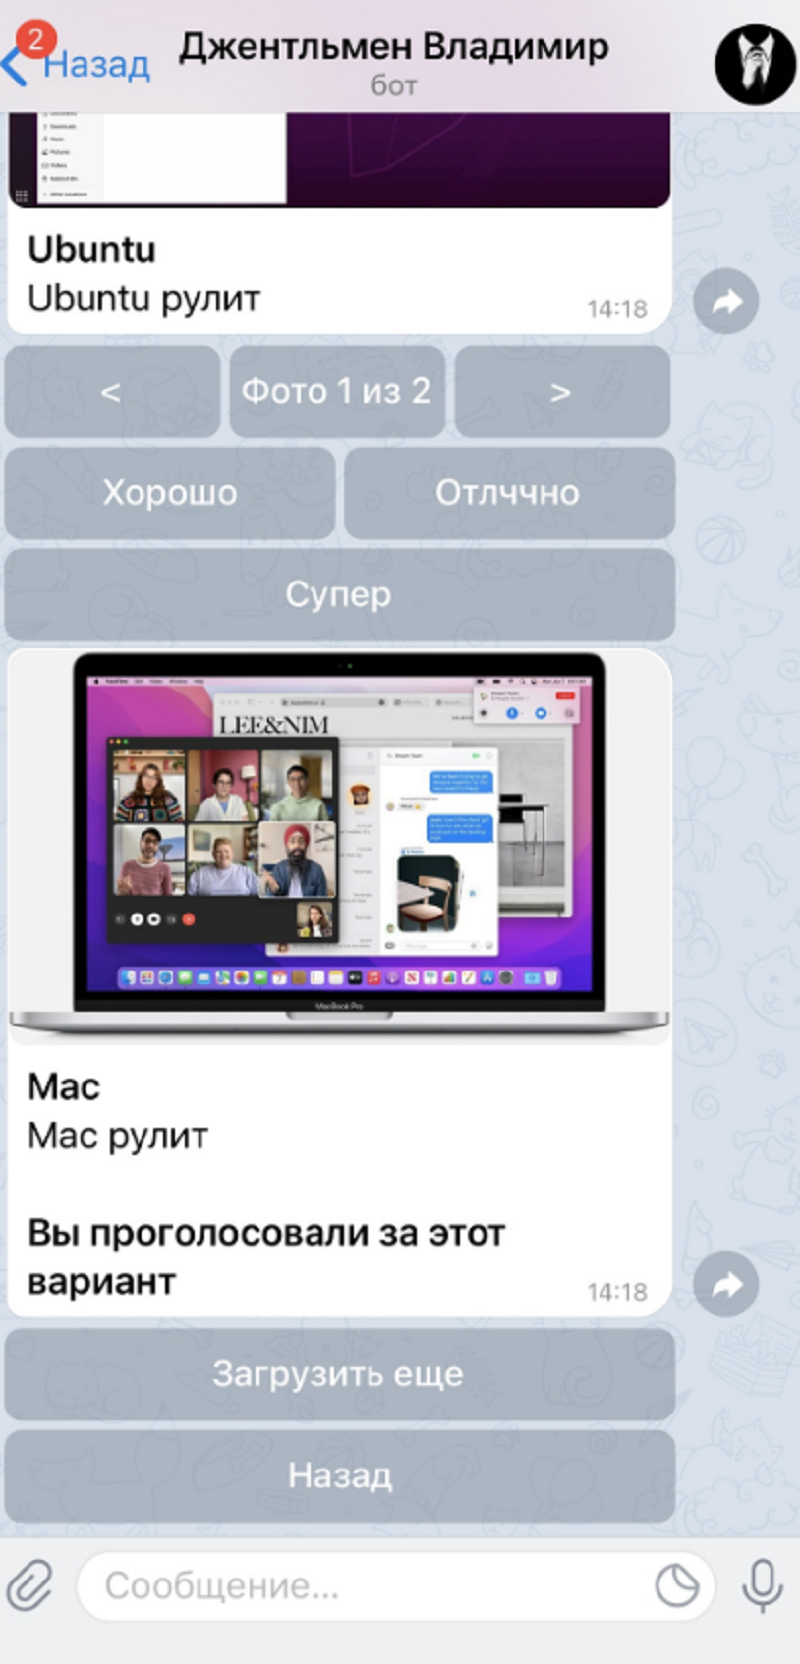 2
Назад
Джентльмен Владимир
бот
Ubuntu
Ubuntu рулит
14:18
<
Фото 1 из 2
>
Хорошо
Отлччно
Супер
LEE&NIM
MacBook Pro
Mac
Mac рулит
Вы проголосовали за этот
вариант
14:18
Загрузить еще
Назад
Сообщение...